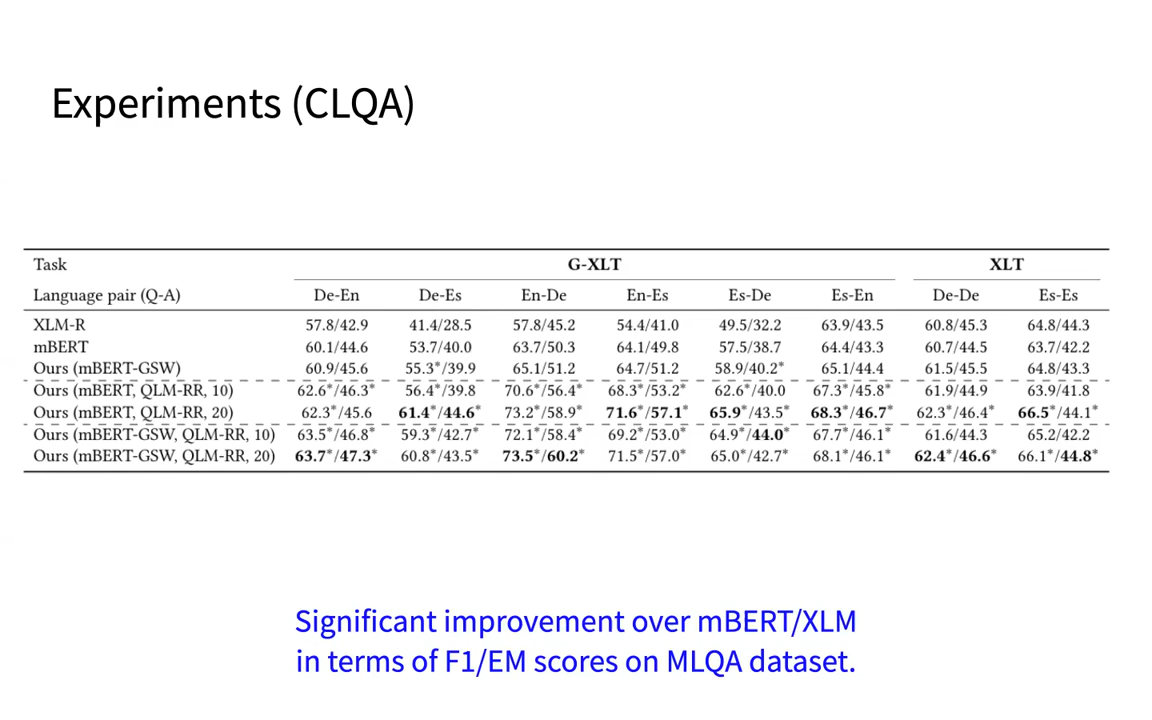 Experiments (CLQA)
Task G-XLT XLT
Language pair (Q-A) De-En De-Es En-De En-Es Es-De Es-En De-De Es-Es
XLM-R 57.8/42.9 41.4/28.5 57.8/45.2 54.4/41.0 49.5/32.2 63.9/43.5 60.8/45.3 64.8/44.3
mBERT 60.1/44.6 53.7/40.0 63.7/50.3 64.1/49.8 57.5/38.7 64.4/43.3 60.7/44.5 63.7/42.2
Ours (mBERT-GSW) 60.9/45.6 55.3*/39.9 65.1/51.2 64.7/51.2 58.9/40.2* 65.1/44.4 61.5/45.5 64.8/43.3
Ours (mBERT, QLM-RR, 10) 62.6*/46.3* 56.4*/39.8 70.6*/56.4* 68.3*/53.2* 62.6*/40.0 67.3*/45.8* 61.9/44.9 63.9/41.8
Ours (mBERT, QLM-RR, 20) 62.3*/45.6 61.4*/44.6* 73.2*/58.9* 71.6*/57.1* 65.9*/43.5* 68.3*/46.7* 62.3*/46.4* 66.5*/44.1*
Ours (mBERT-GSW, QLM-RR, 10) 63.5*/46.8* 59.3*/42.7* 72.1*/58.4* 69.2*/53.0* 64.9*/44.0* 67.7*/46.1* 61.6/44.3 65.2/42.2
Ours (mBERT-GSW, QLM-RR, 20) 63.7*/47.3* 60.8*/43.5* 73.5*/60.2* 71.5*/57.0* 65.0*/42.7* 68.1*/46.1* 62.4*/46.6* 66.1*/44.8*
Significant improvement over mBERT/XLM
in terms of F1/EM scores on MLQA dataset.